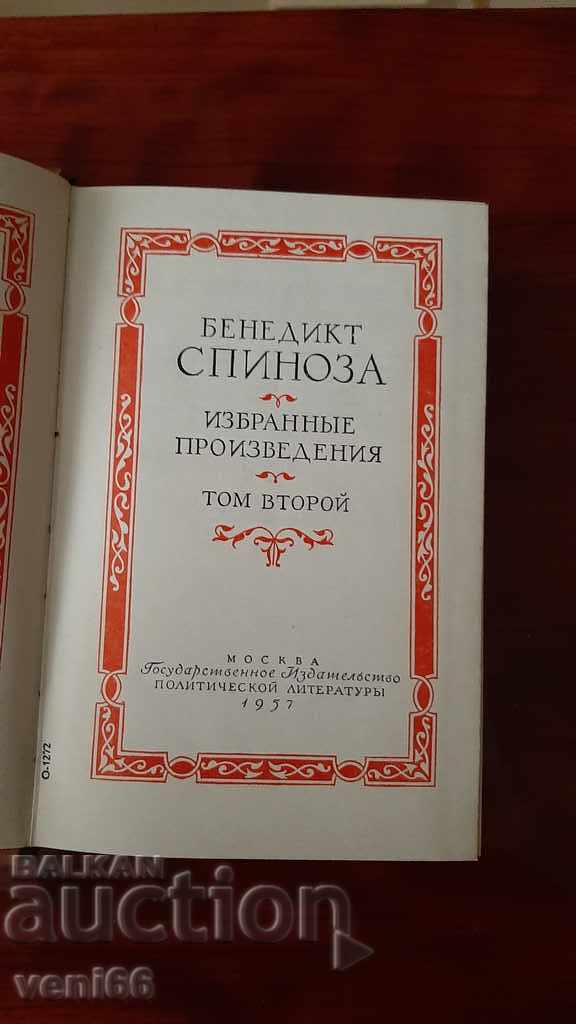 БЕНЕДИКТ
СПИНОЗА
ИЗБРАННЫЕ
ПРОИЗВЕДЕНИЯ
ТОМ ВТОРОЙ
МОСКВА
Государственное Издательство
ПОЛИТИЧЕСКОЙ ЛИТЕРАТУРЫ
1957
О-1272
BALKAN
auction
veni66